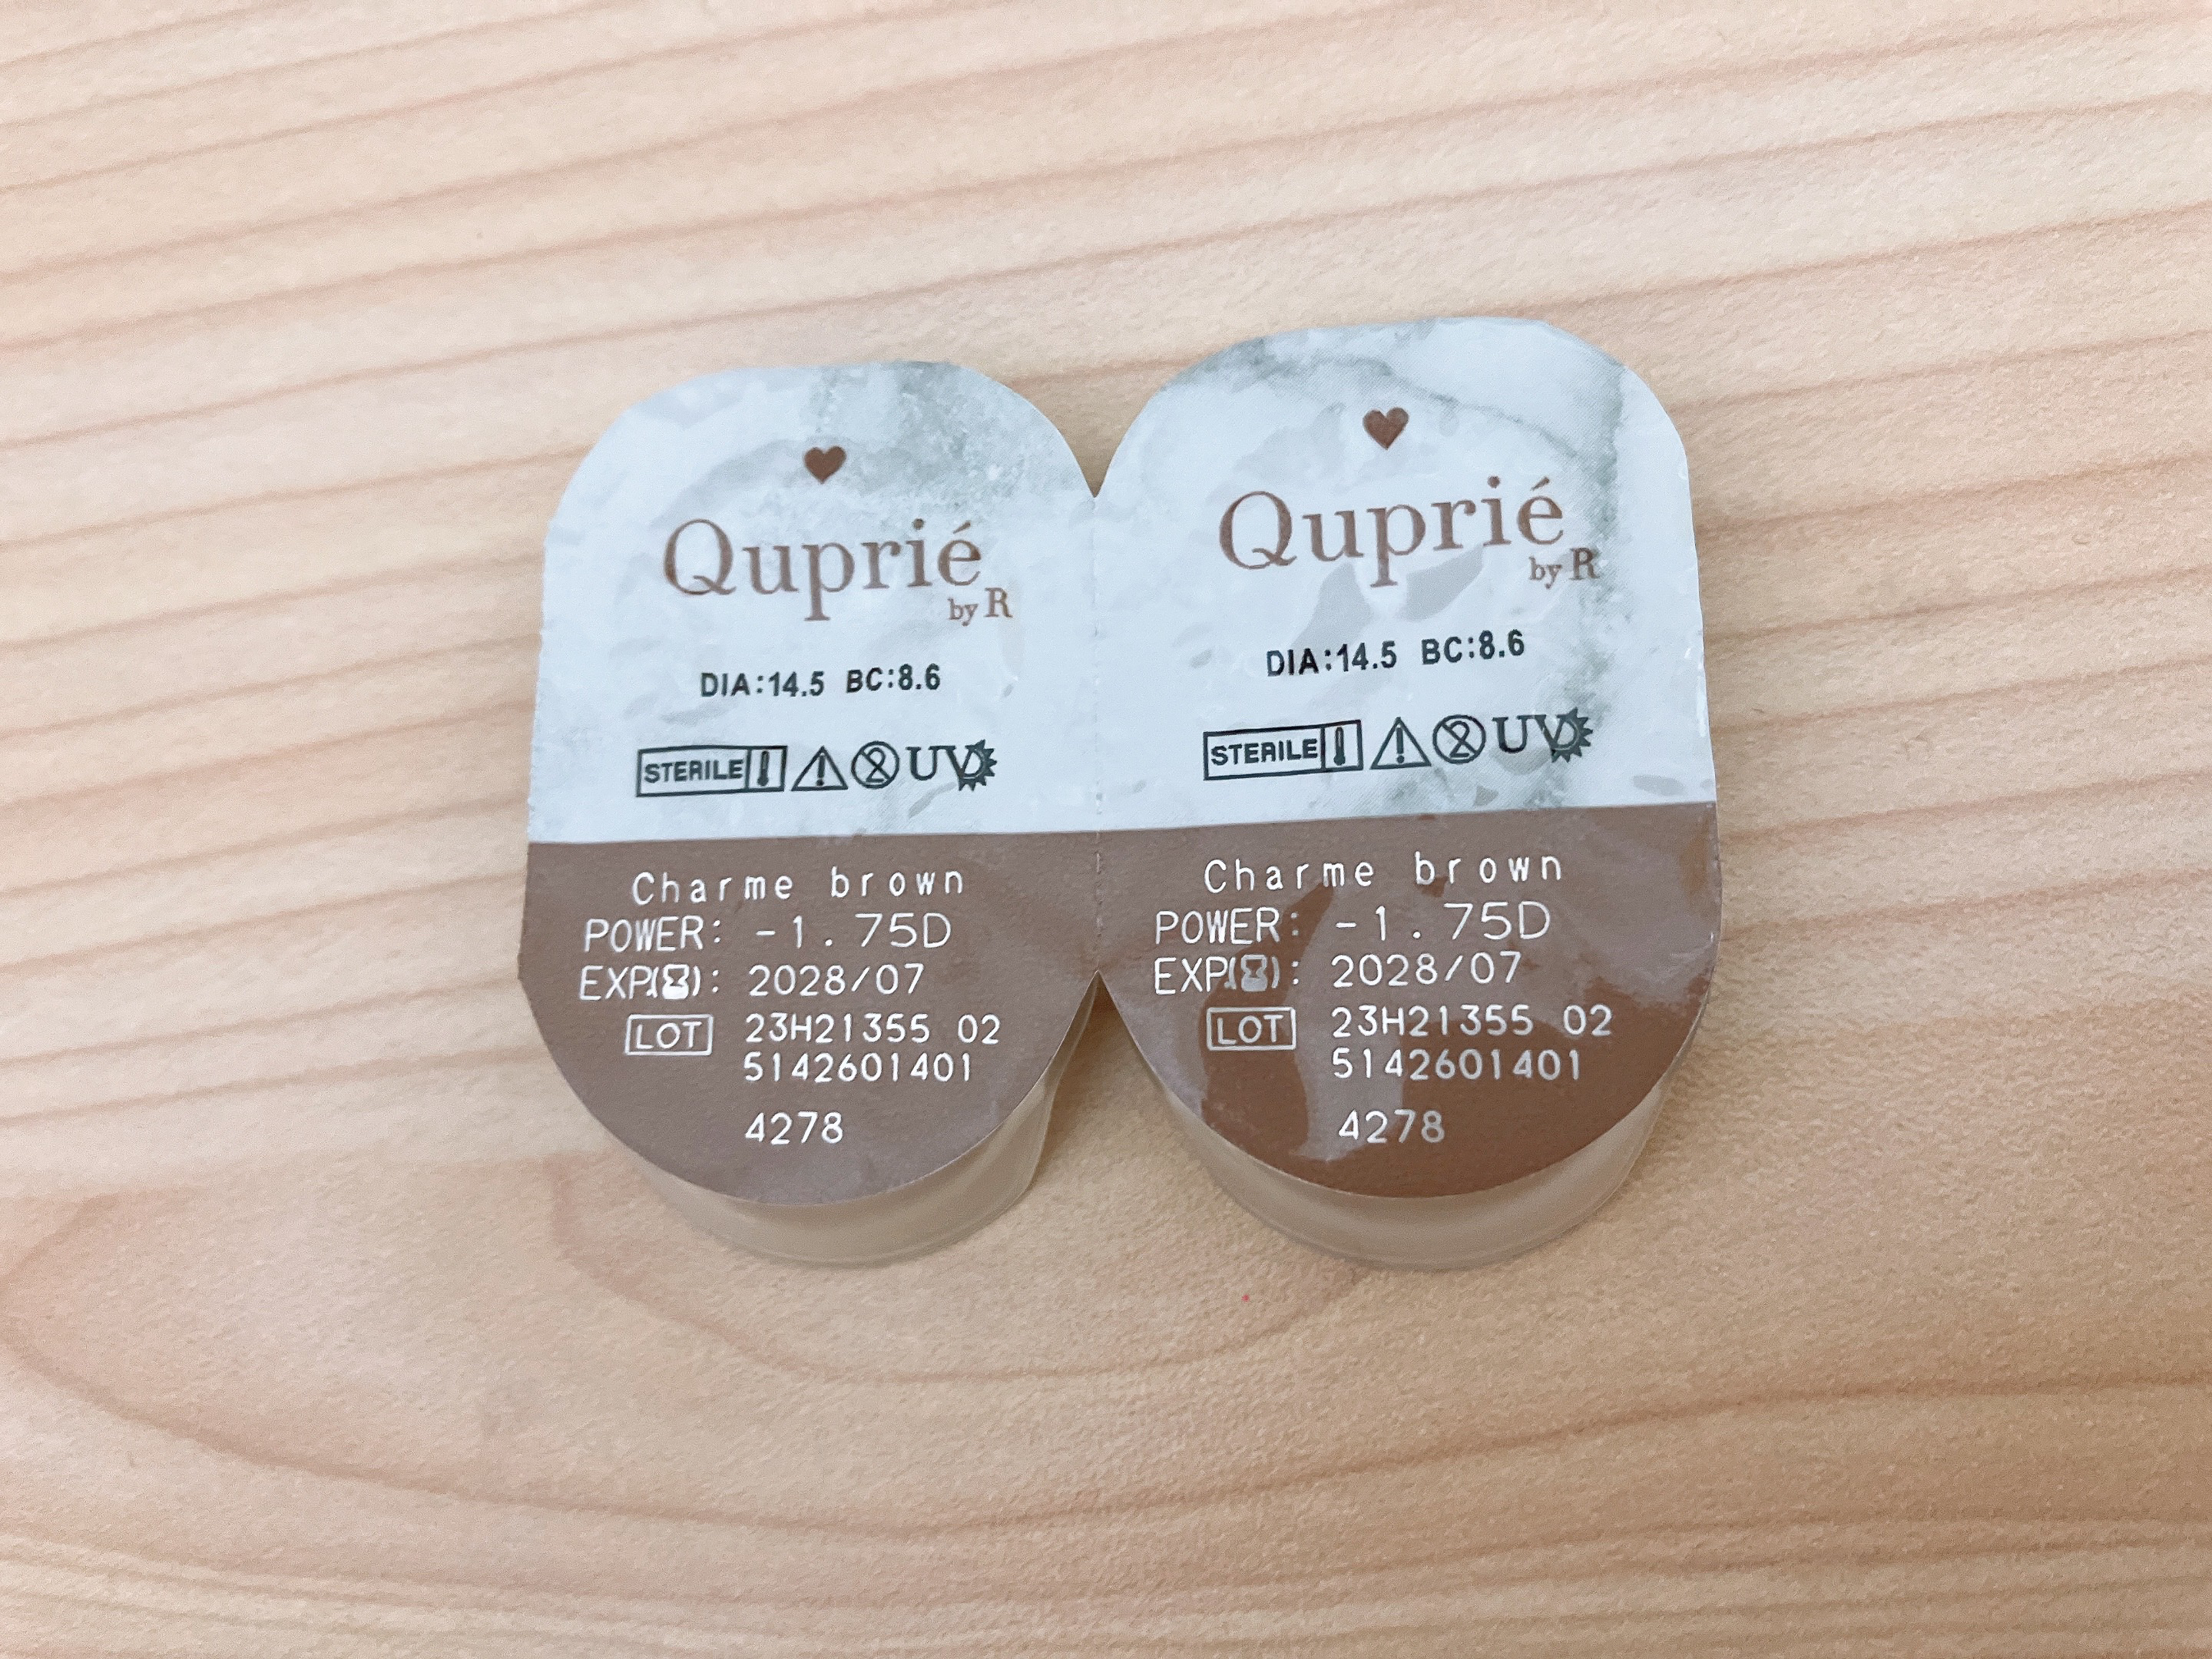 Quprié
by R
DIA:14.5 BC:8.6
STERILE UV
Charme brown
POWER: -1.75D
EXP( ): 2028/07
LOT 23H21355 02
5142601401
4278
Quprié
by R
DIA:14.5 BC:8.6
STERILE UV
Charme brown
POWER: -1.75D
EXP( ): 2028/07
LOT 23H21355 02
5142601401
4278